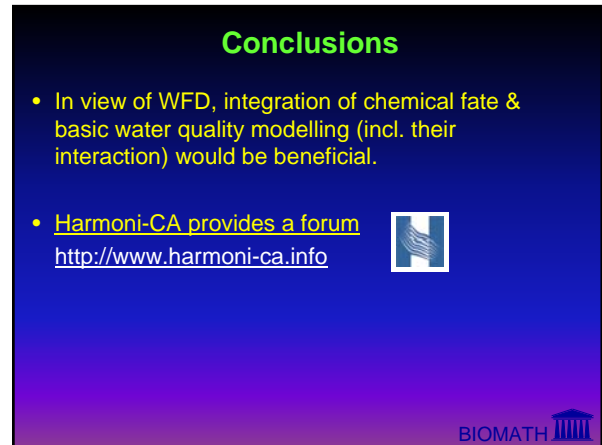 Conclusions
• In view of WFD, integration of chemical fate &
basic water quality modelling (incl. their
interaction) would be beneficial.
• Harmoni-CA provides a forum
http://www.harmoni-ca.info
BIOMATH